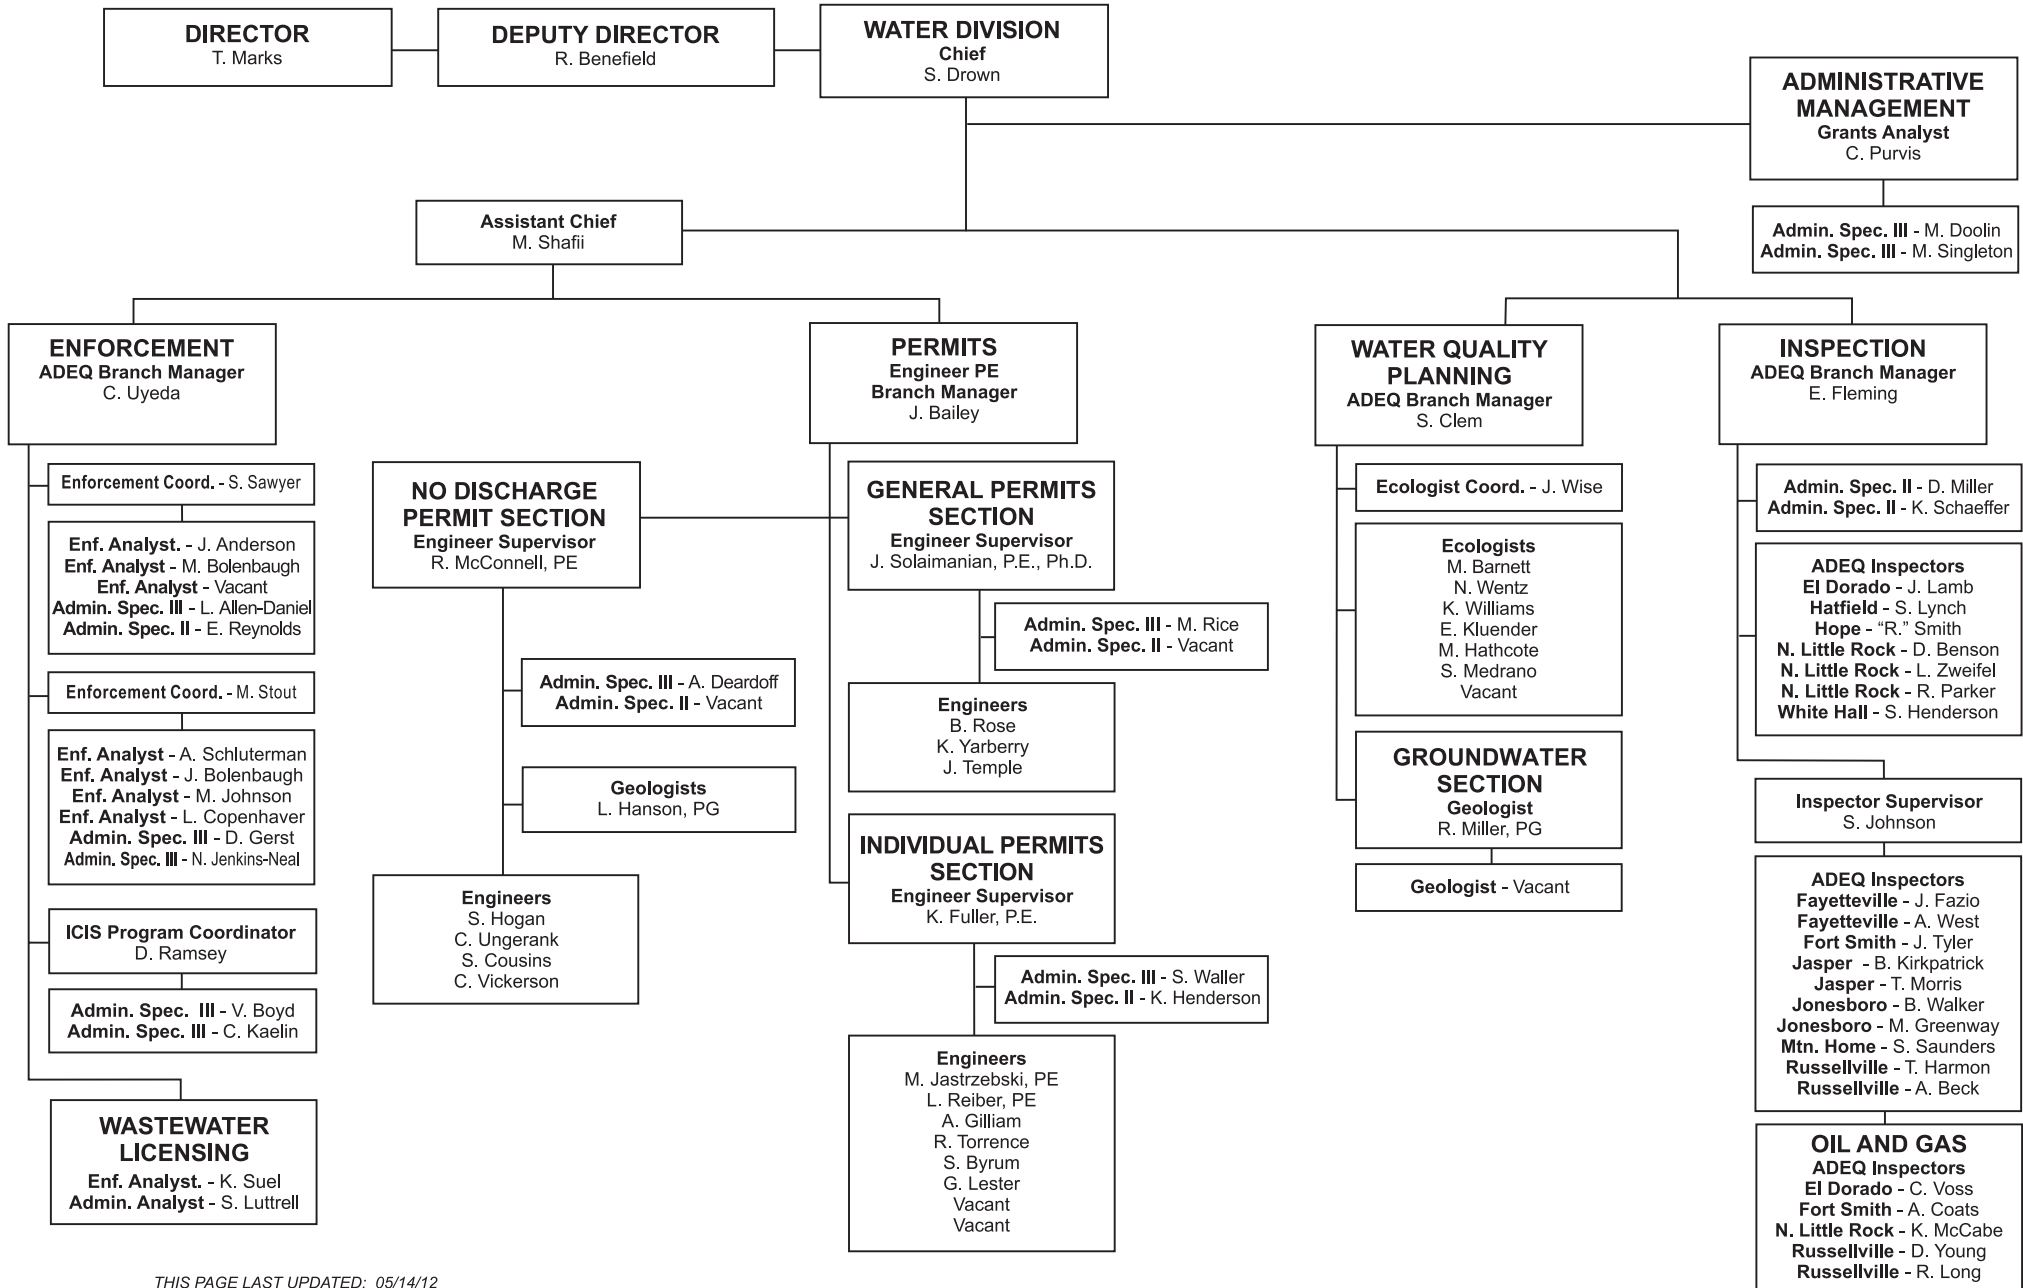 DIRECTOR
T. Marks
DEPUTY DIRECTOR
R. Benefield
WATER DIVISION
Chief
S. Drown
ADMINISTRATIVE
MANAGEMENT
Grants Analyst
C. Purvis
Admin. Spec. III - M. Doolin
Admin. Spec. III - M. Singleton
Assistant Chief
M. Shafii
ENFORCEMENT
ADEQ Branch Manager
C. Uyeda
Enforcement Coord. - S. Sawyer
Enf. Analyst. - J. Anderson
Enf. Analyst - M. Bolenbaugh
Enf. Analyst - Vacant
Admin. Spec. III - L. Allen-Daniel
Admin. Spec. II - E. Reynolds
Enforcement Coord. - M. Stout
Enf. Analyst - A. Schluterman
Enf. Analyst - J. Bolenbaugh
Enf. Analyst - M. Johnson
Enf. Analyst - L. Copenhaver
Admin. Spec. III - D. Gerst
Admin. Spec. III - N. Jenkins-Neal
ICIS Program Coordinator
D. Ramsey
Admin. Spec. III - V. Boyd
Admin. Spec. III - C. Kaelin
WASTEWATER
LICENSING
Enf. Analyst. - K. Suel
Admin. Analyst - S. Luttrell
PERMITS
Engineer PE
Branch Manager
J. Bailey
NO DISCHARGE
PERMIT SECTION
Engineer Supervisor
R. McConnell, PE
Admin. Spec. III - A. Deardoff
Admin. Spec. II - Vacant
Geologists
L. Hanson, PG
Engineers
S. Hogan
C. Ungerank
S. Cousins
C. Vickerson
GENERAL PERMITS
SECTION
Engineer Supervisor
J. Solaimanian, P.E., Ph.D.
Admin. Spec. III - M. Rice
Admin. Spec. II - Vacant
Engineers
B. Rose
K. Yarberry
J. Temple
INDIVIDUAL PERMITS
SECTION
Engineer Supervisor
K. Fuller, P.E.
Admin. Spec. III - S. Waller
Admin. Spec. II - K. Henderson
Engineers
M. Jastrzebski, PE
L. Reiber, PE
A. Gilliam
R. Torrence
S. Byrum
G. Lester
Vacant
Vacant
WATER QUALITY
PLANNING
ADEQ Branch Manager
S. Clem
Ecologist Coord. - J. Wise
Ecologists
M. Barnett
N. Wentz
K. Williams
E. Kluender
M. Hathcote
S. Medrano
Vacant
GROUNDWATER
SECTION
Geologist
R. Miller, PG
Geologist - Vacant
INSPECTION
ADEQ Branch Manager
E. Fleming
Admin. Spec. II - D. Miller
Admin. Spec. II - K. Schaeffer
ADEQ Inspectors
El Dorado - J. Lamb
Hatfield - S. Lynch
Hope - “R.” Smith
N. Little Rock - D. Benson
N. Little Rock - L. Zweifel
N. Little Rock - R. Parker
White Hall - S. Henderson
Inspector Supervisor
S. Johnson
ADEQ Inspectors
Fayetteville - J. Fazio
Fayetteville - A. West
Fort Smith - J. Tyler
Jasper - B. Kirkpatrick
Jasper - T. Morris
Jonesboro - B. Walker
Jonesboro - M. Greenway
Mtn. Home - S. Saunders
Russellville - T. Harmon
Russellville - A. Beck
OIL AND GAS
ADEQ Inspectors
El Dorado - C. Voss
Fort Smith - A. Coats
N. Little Rock - K. McCabe
Russellville - D. Young
Russellville - R. Long
THIS PAGE LAST UPDATED: 05/14/12